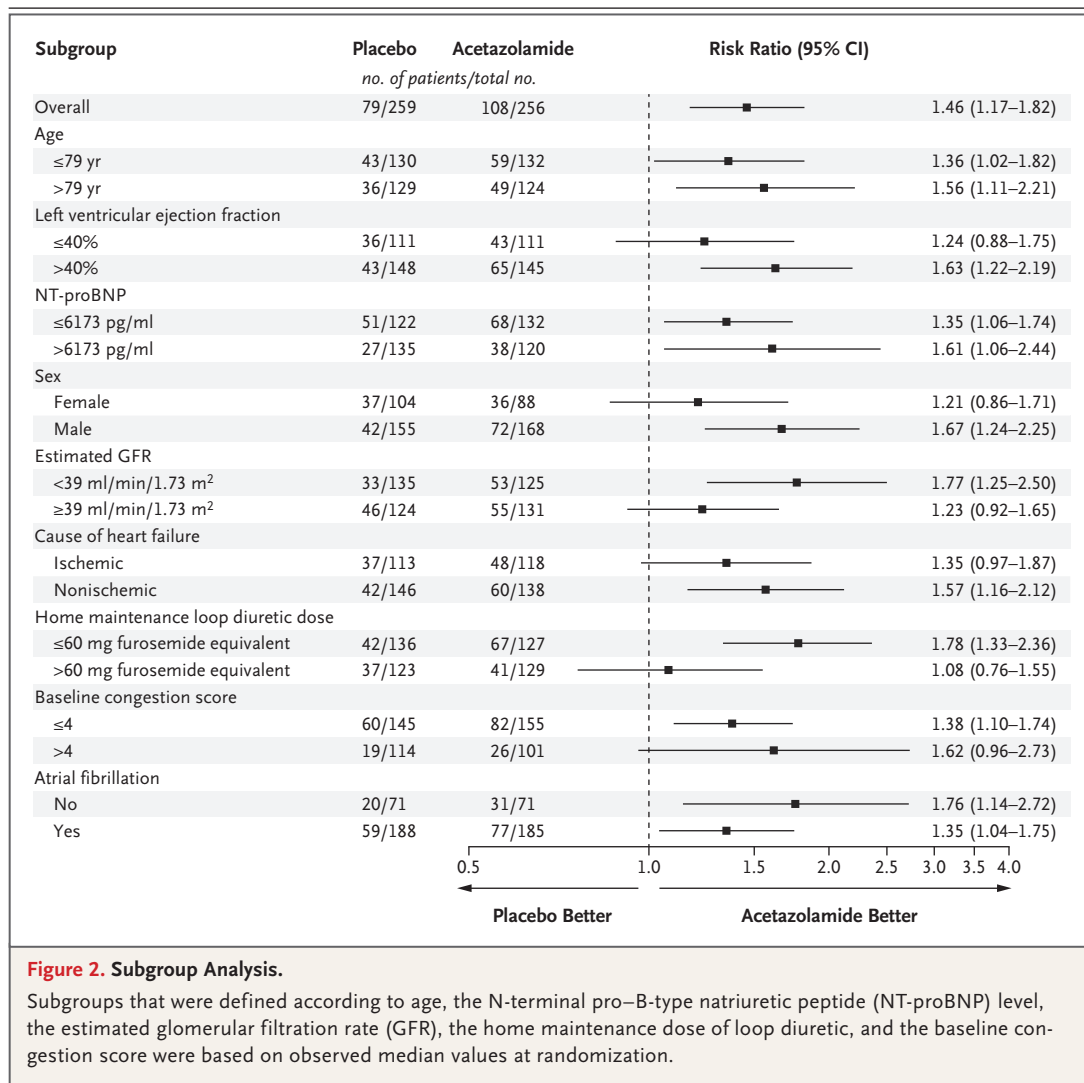 Subgroup Placebo Acetazolamide Risk Ratio (95% CI)
no. of patients/total no.
Overall 79/259 108/256 1.46 (1.17–1.82)
Age
≤79 yr 43/130 59/132 1.36 (1.02–1.82)
>79 yr 36/129 49/124 1.56 (1.11–2.21)
Left ventricular ejection fraction
≤40% 36/111 43/111 1.24 (0.88–1.75)
>40% 43/148 65/145 1.63 (1.22–2.19)
NT-proBNP
≤6173 pg/ml 51/122 68/132 1.35 (1.06–1.74)
>6173 pg/ml 27/135 38/120 1.61 (1.06–2.44)
Sex
Female 37/104 36/88 1.21 (0.86–1.71)
Male 42/155 72/168 1.67 (1.24–2.25)
Estimated GFR
<39 ml/min/1.73 m² 33/135 53/125 1.77 (1.25–2.50)
≥39 ml/min/1.73 m² 46/124 55/131 1.23 (0.92–1.65)
Cause of heart failure
Ischemic 37/113 48/118 1.35 (0.97–1.87)
Nonischemic 42/146 60/138 1.57 (1.16–2.12)
Home maintenance loop diuretic dose
≤60 mg furosemide equivalent 42/136 67/127 1.78 (1.33–2.36)
>60 mg furosemide equivalent 37/123 41/129 1.08 (0.76–1.55)
Baseline congestion score
≤4 60/145 82/155 1.38 (1.10–1.74)
>4 19/114 26/101 1.62 (0.96–2.73)
Atrial fibrillation
No 20/71 31/71 1.76 (1.14–2.72)
Yes 59/188 77/185 1.35 (1.04–1.75)
0.5 1.0 1.5 2.0 2.5 3.0 3.5 4.0
Placebo Better Acetazolamide Better
Figure 2. Subgroup Analysis.
Subgroups that were defined according to age, the N-terminal pro–B-type natriuretic peptide (NT-proBNP) level,
the estimated glomerular filtration rate (GFR), the home maintenance dose of loop diuretic, and the baseline con-
gestion score were based on observed median values at randomization.